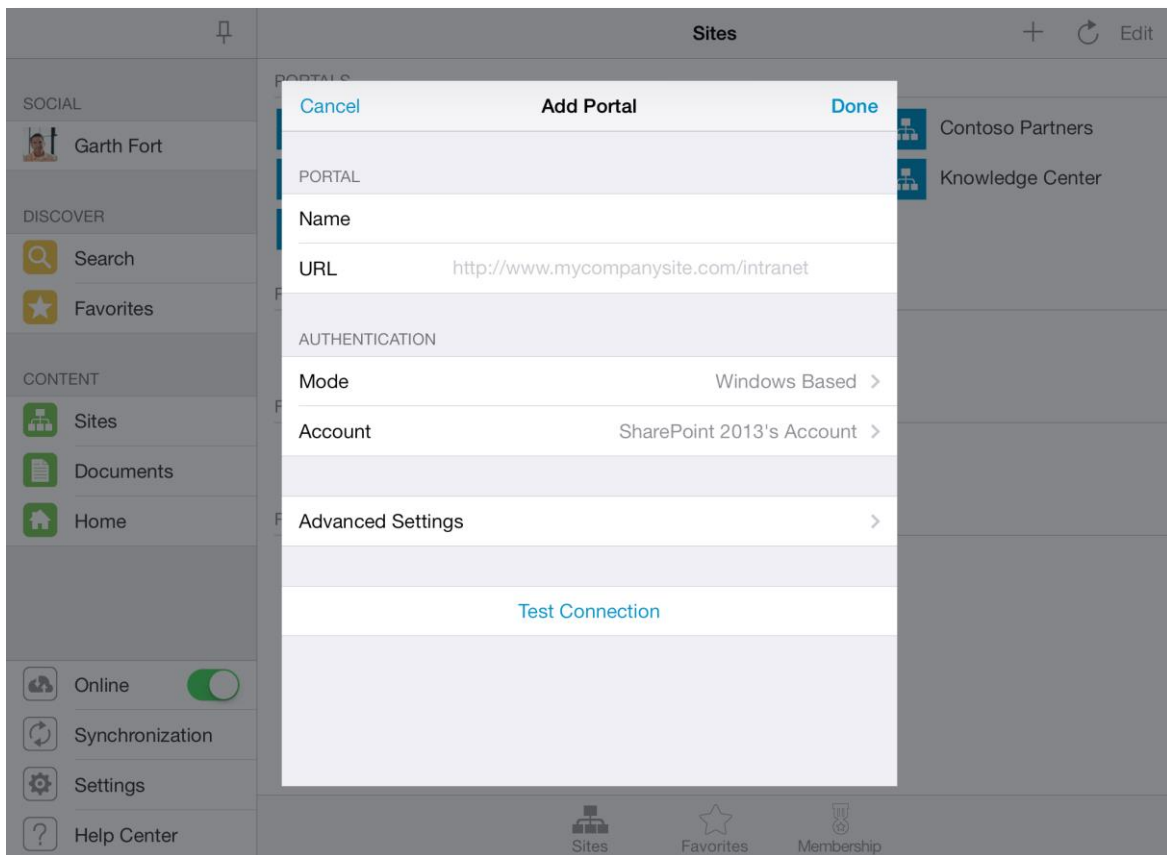 Sites
Edit
SOCIAL
Garth Fort
DISCOVER
Search
Favorites
CONTENT
Sites
Documents
Home
Online
Synchronization
Settings
Help Center
PORTALS
Contoso Partners
Knowledge Center
Cancel
Add Portal
Done
PORTAL
Name
URL
http://www.mycompanysite.com/intranet
AUTHENTICATION
Mode
Windows Based
Account
SharePoint 2013's Account
Advanced Settings
Test Connection
Sites
Favorites
Membership